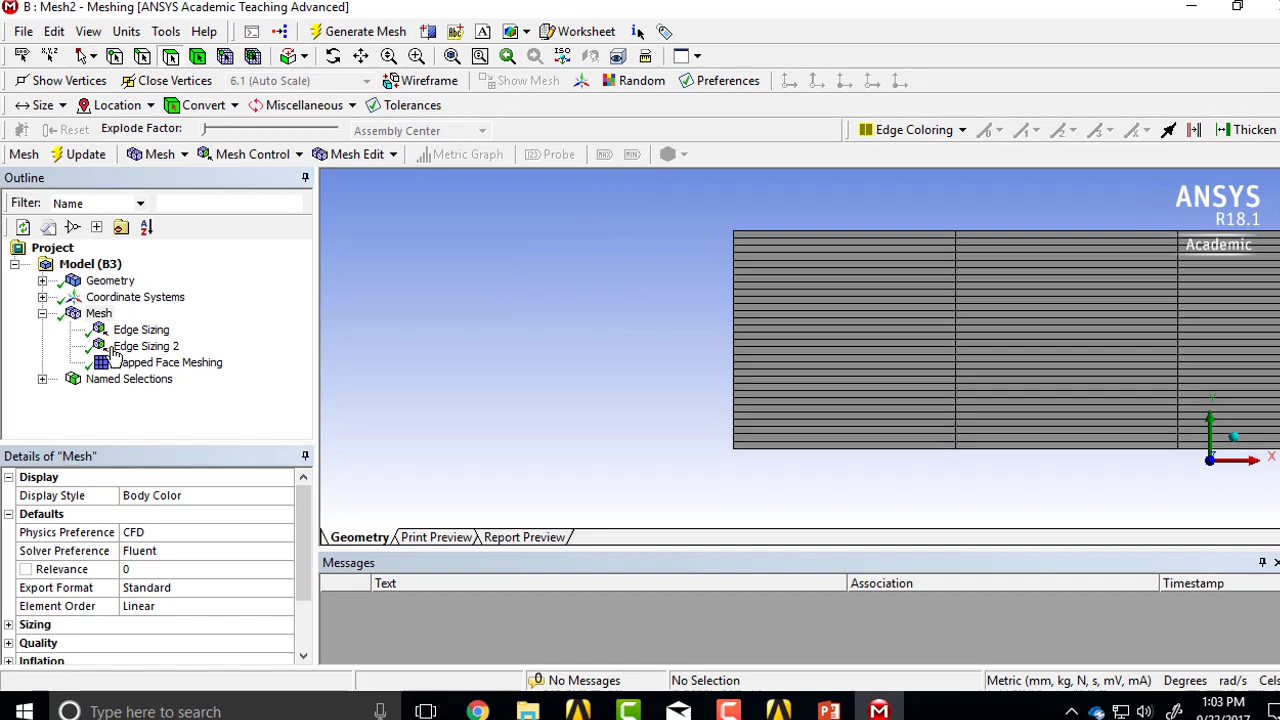 B : Mesh2 - Meshing [ANSYS Academic Teaching Advanced]
File Edit View Units Tools Help Generate Mesh Worksheet
Show Vertices Close Vertices 6.1 (Auto Scale) Wireframe Show Mesh Random Preferences
Size Location Convert Miscellaneous Tolerances
Reset Explode Factor: Assembly Center Edge Coloring Thicken
Mesh Update Mesh Mesh Control Mesh Edit Metric Graph Probe
Outline
Filter: Name
Project
Model (B3)
Geometry
Coordinate Systems
Mesh
Edge Sizing
Edge Sizing 2
apped Face Meshing
Named Selections
Details of "Mesh"
Display
Display Style Body Color
Defaults
Physics Preference CFD
Solver Preference Fluent
Relevance 0
Export Format Standard
Element Order Linear
Sizing
Quality
Inflation
ANSYS
R18.1
Academic
Y
X
Geometry Print Preview Report Preview
Messages
Text Association Timestamp
No Messages No Selection Metric (mm, kg, N, s, mV, mA) Degrees rad/s Cels
Type here to search
1:03 PM